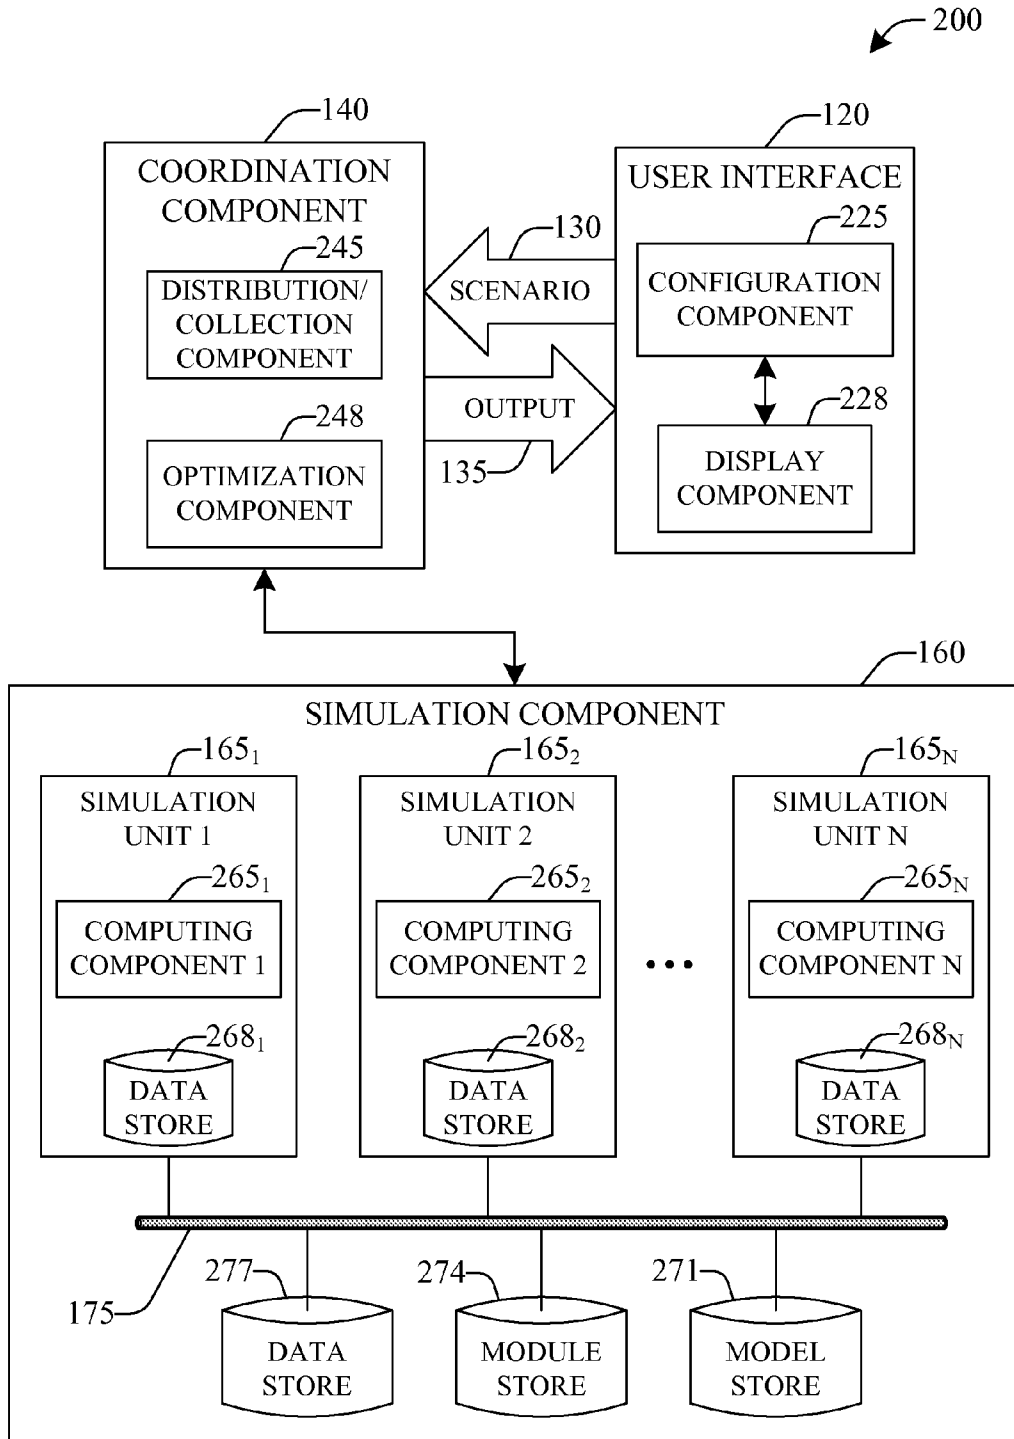 200
140
120
COORDINATION
COMPONENT
USER INTERFACE
245
DISTRIBUTION/
COLLECTION
COMPONENT
248
OPTIMIZATION
COMPONENT
130
SCENARIO
OUTPUT
135
225
CONFIGURATION
COMPONENT
228
DISPLAY
COMPONENT
160
SIMULATION COMPONENT
165₁
SIMULATION
UNIT 1
265₁
COMPUTING
COMPONENT 1
268₁
DATA
STORE
165₂
SIMULATION
UNIT 2
265₂
COMPUTING
COMPONENT 2
268₂
DATA
STORE
•••
165N
SIMULATION
UNIT N
265N
COMPUTING
COMPONENT N
268N
DATA
STORE
175
277
DATA
STORE
274
MODULE
STORE
271
MODEL
STORE